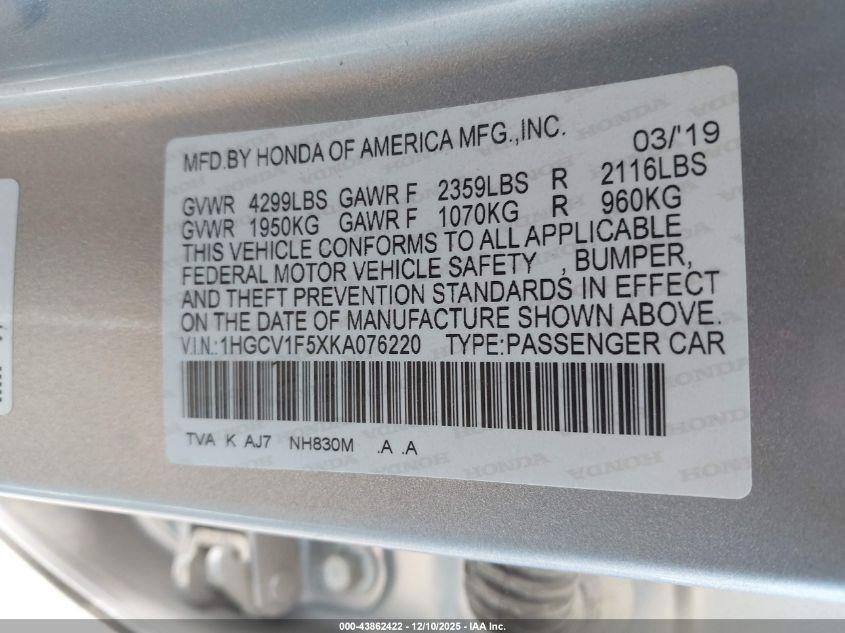 MFD.BY HONDA OF AMERICA MFG.,INC. 03/'19
GVWR 4299LBS GAWR F 2359LBS R 2116LBS
GVWR 1950KG GAWR F 1070KG R 960KG
THIS VEHICLE CONFORMS TO ALL APPLICABLE
FEDERAL MOTOR VEHICLE SAFETY , BUMPER,
AND THEFT PREVENTION STANDARDS IN EFFECT
ON THE DATE OF MANUFACTURE SHOWN ABOVE.
V.I.N.:1HGCV1F5XKA076220 TYPE:PASSENGER CAR
TVA K AJ7 NH830M .A .A
000-43862422 - 12/10/2025 - IAA Inc.